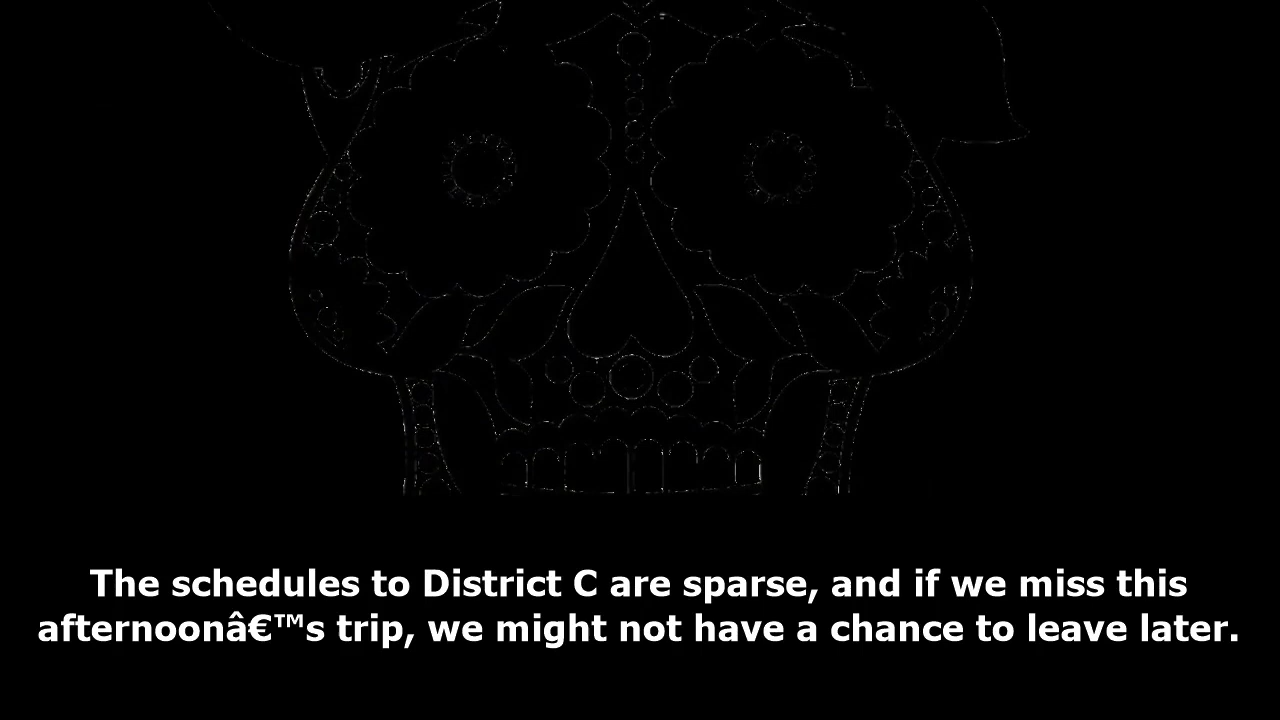 The schedules to District C are sparse, and if we miss this
afternoonâ€™s trip, we might not have a chance to leave later.